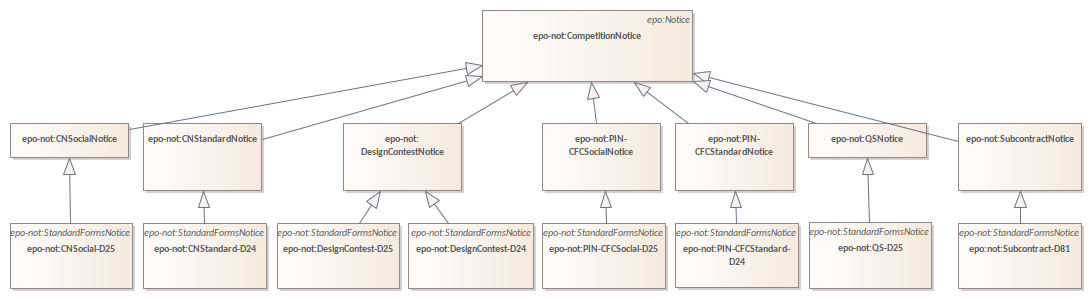 epo:Notice
epo-not:CompetitionNotice
epo-not:CNSocialNotice
epo-not:CNStandardNotice
epo-not:
DesignContestNotice
epo-not:PIN-
CFCSocialNotice
epo-not:PIN-
CFCStandardNotice
epo-not:QSNotice
epo-not:SubcontractNotice
epo-not:StandardFormsNotice
epo-not:CNSocial-D25
epo-not:StandardFormsNotice
epo-not:CNStandard-D24
epo-not:StandardFormsNotice
epo-not:DesignContest-D25
epo-not:StandardFormsNotice
epo-not:DesignContest-D24
epo-not:StandardFormsNotice
epo-not:PIN-CFCSocial-D25
epo-not:StandardFormsNotice
epo-not:PIN-CFCStandard-
D24
epo-not:StandardFormsNotice
epo-not:QS-D25
epo-not:StandardFormsNotice
epo:not:Subcontract-D81